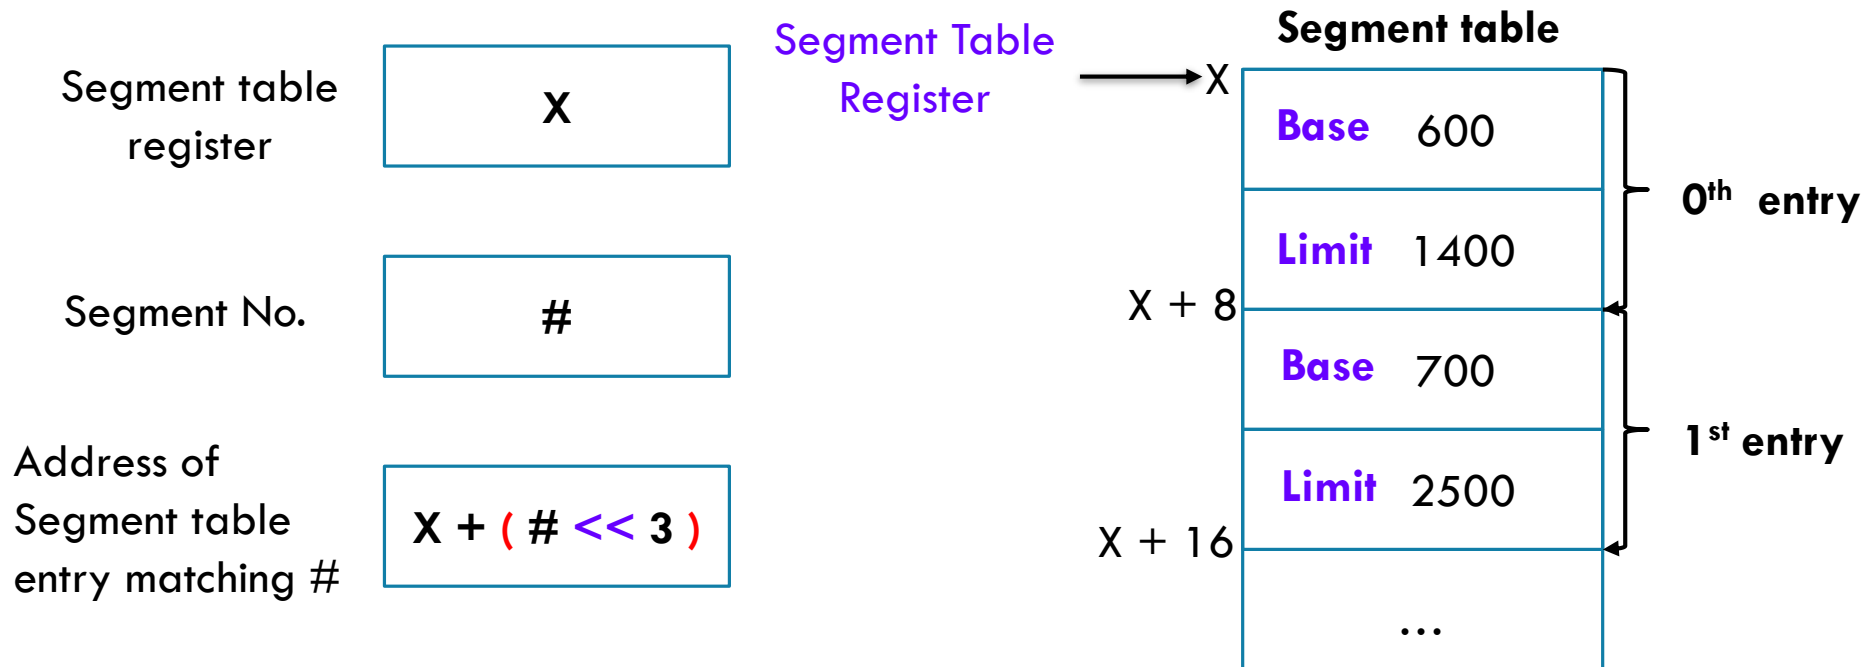 Segment table
register
X
Segment No.
#
Address of
Segment table
entry matching #
X + ( # << 3 )
Segment Table
Register
Segment table
X
Base 600
Limit 1400
0th entry
X + 8
Base 700
Limit 2500
1st entry
X + 16
...